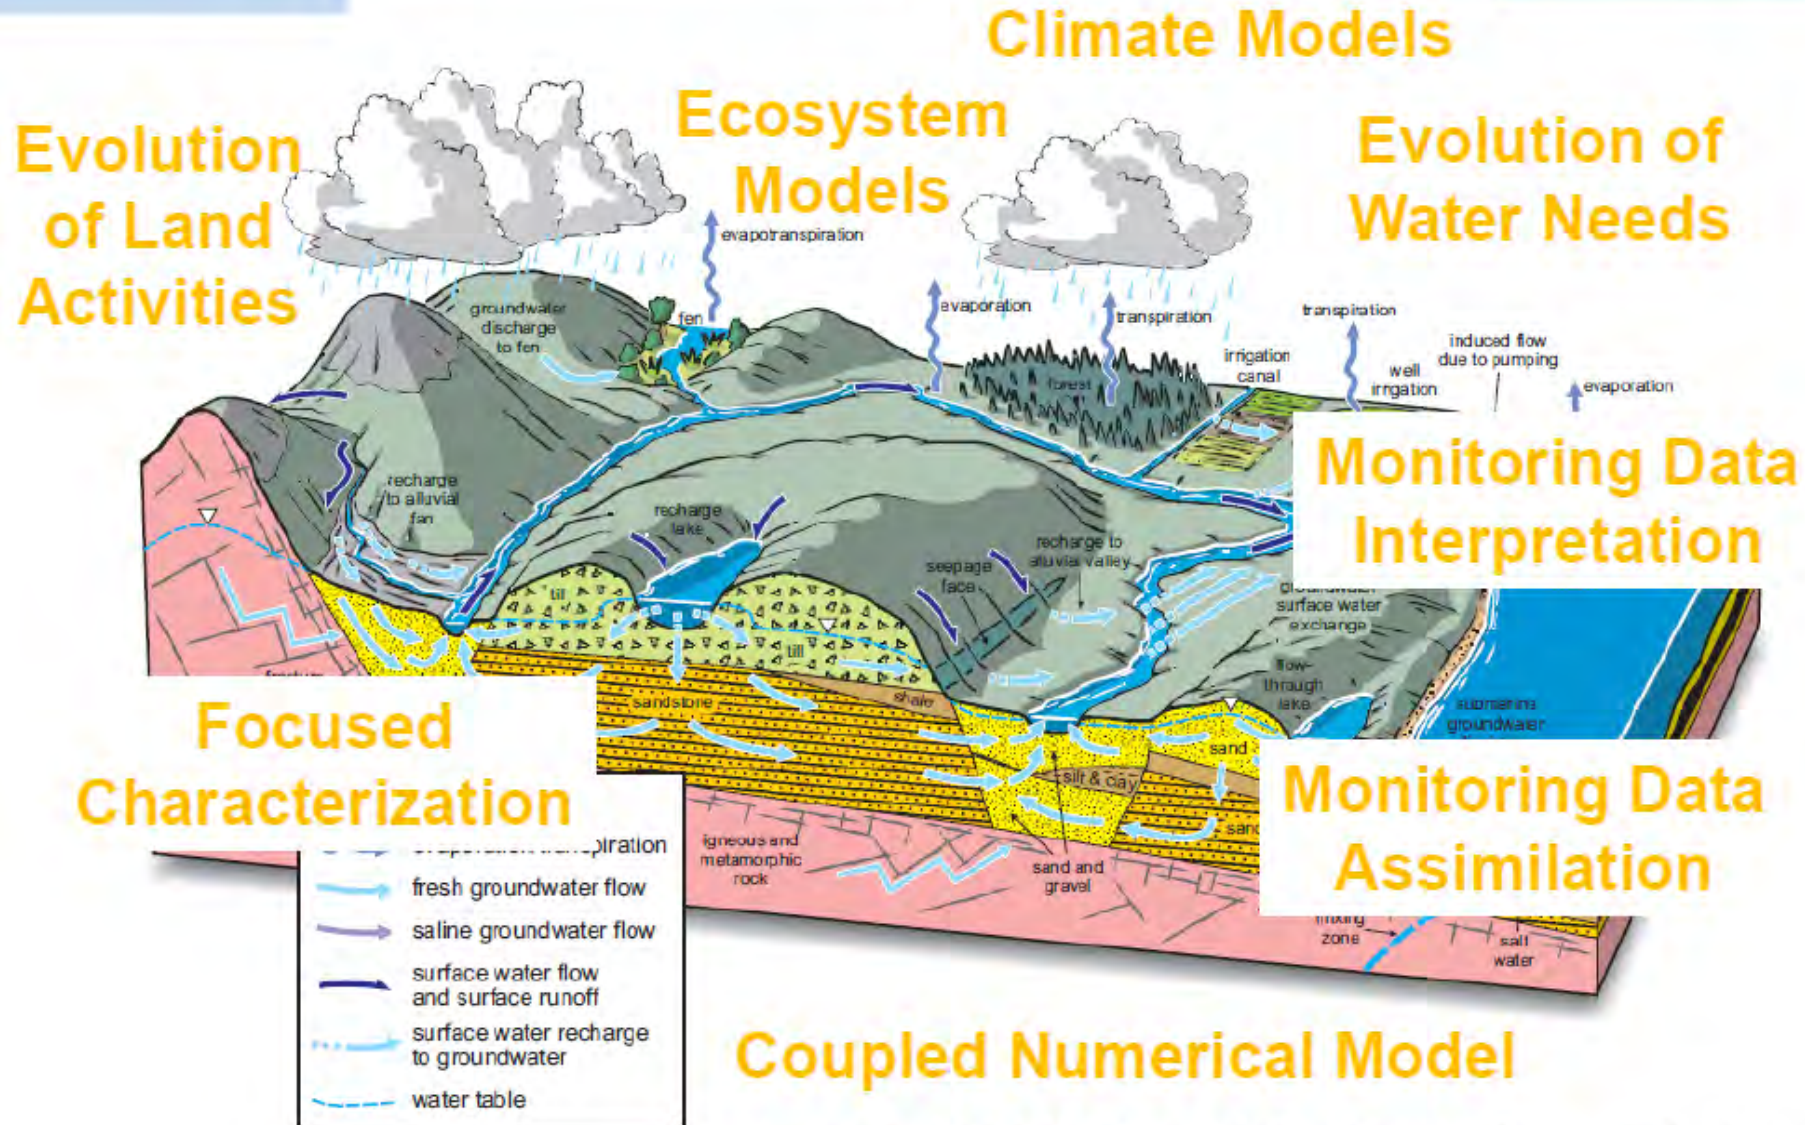 Climate Models
Ecosystem
Models
Evolution
of Land
Activities
Evolution of
Water Needs
evapotranspiration
groundwater
discharge
to fen
fen
evaporation
transpiration
transpiration
irrigation
canal
well
irrigation
induced flow
due to pumping
evaporation
forest
Monitoring Data
Interpretation
recharge
to alluvial
fan
recharge
lake
recharge to
alluvial valley
seepage
face
till
till
groundwater
surface water
exchange
flow-
through
lake
submarine
groundwater
shale
sandstone
sand
silt & clay
Focused
Characterization
Monitoring Data
Assimilation
igneous and
metamorphic
rock
sand and
gravel
mixing
zone
salt
water
fresh groundwater flow
saline groundwater flow
surface water flow
and surface runoff
surface water recharge
to groundwater
water table
Coupled Numerical Model